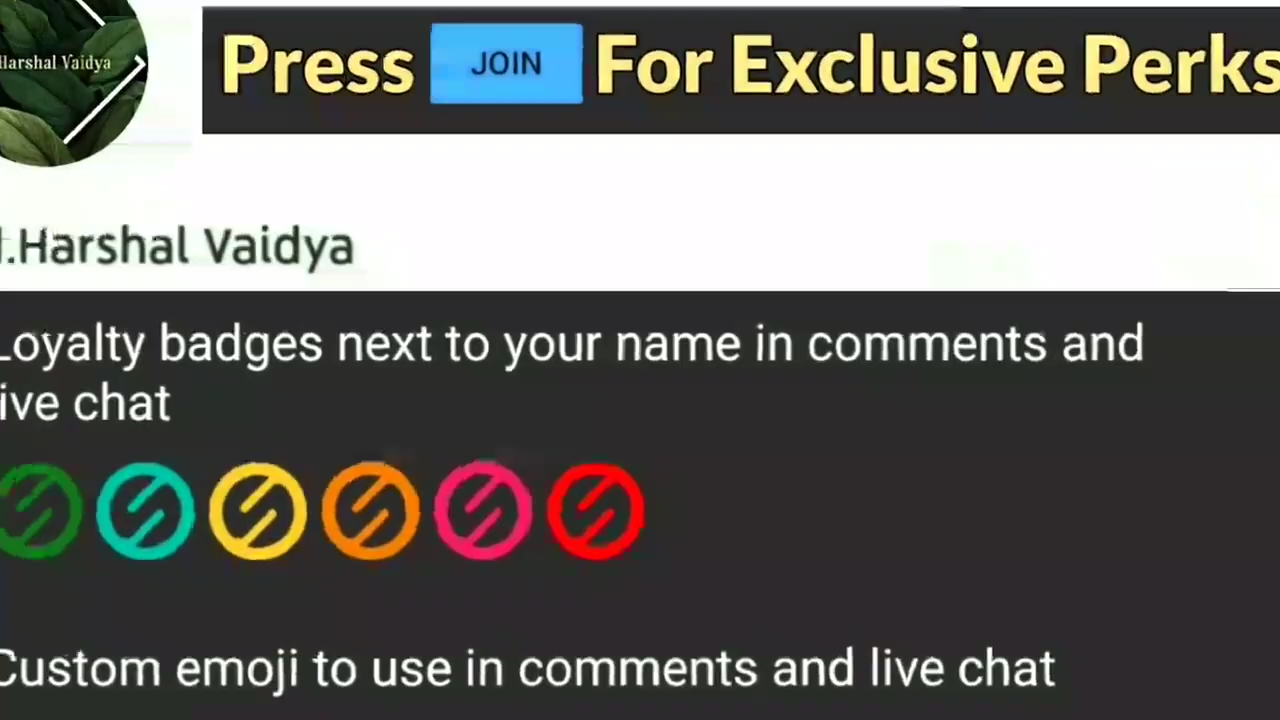 Harshal Vaidya
Press JOIN For Exclusive Perks
.Harshal Vaidya
Loyalty badges next to your name in comments and
live chat
Custom emoji to use in comments and live chat